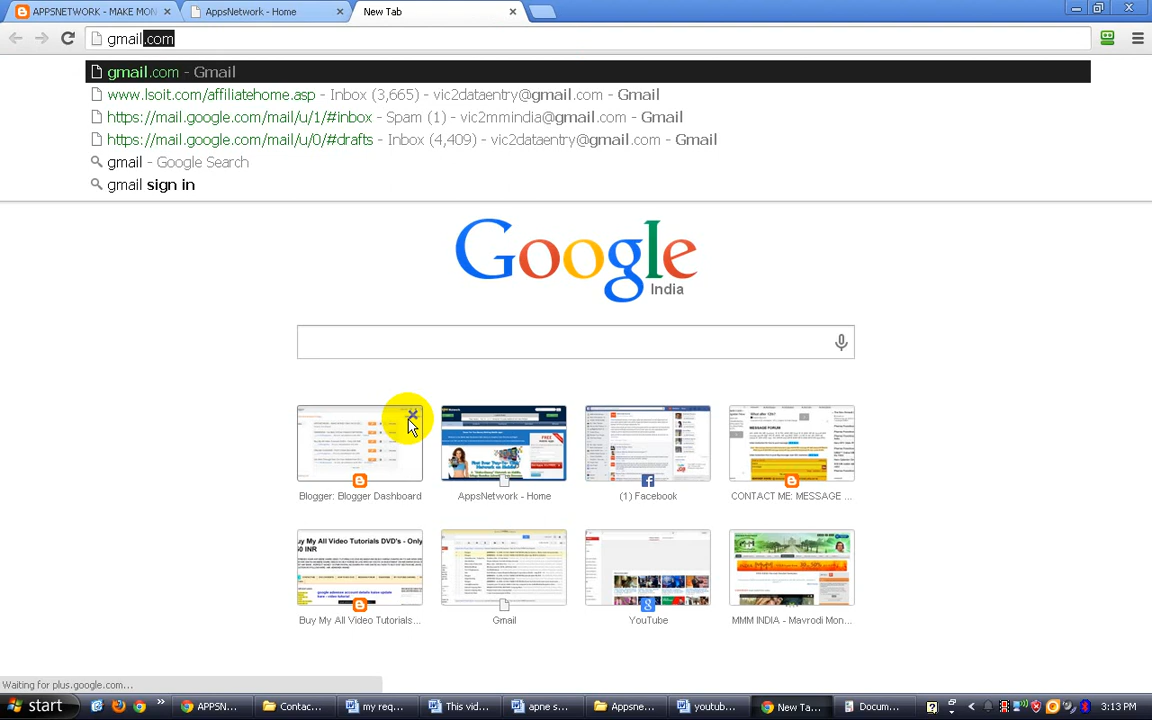 APPSNETWORK - MAKE MON
AppsNetwork - Home
New Tab
gmail.com
gmail.com - Gmail
www.lsoit.com/affiliatehome.asp - Inbox (3,665) - vic2dataentry@gmail.com - Gmail
https://mail.google.com/mail/u/1/#inbox - Spam (1) - vic2mmindia@gmail.com - Gmail
https://mail.google.com/mail/u/0/#drafts - Inbox (4,409) - vic2dataentry@gmail.com - Gmail
gmail - Google Search
gmail sign in
Google
India
Blogger: Blogger Dashboard
AppsNetwork - Home
(1) Facebook
CONTACT ME: MESSAGE ...
Buy My All Video Tutorials...
Gmail
YouTube
MMM INDIA - Mavrodi Mon...
Waiting for plus.google.com...
start
APPSN...
Contac...
my req...
This vid...
apne s...
Appsne...
youtub...
New Ta...
Docum...
3:13 PM